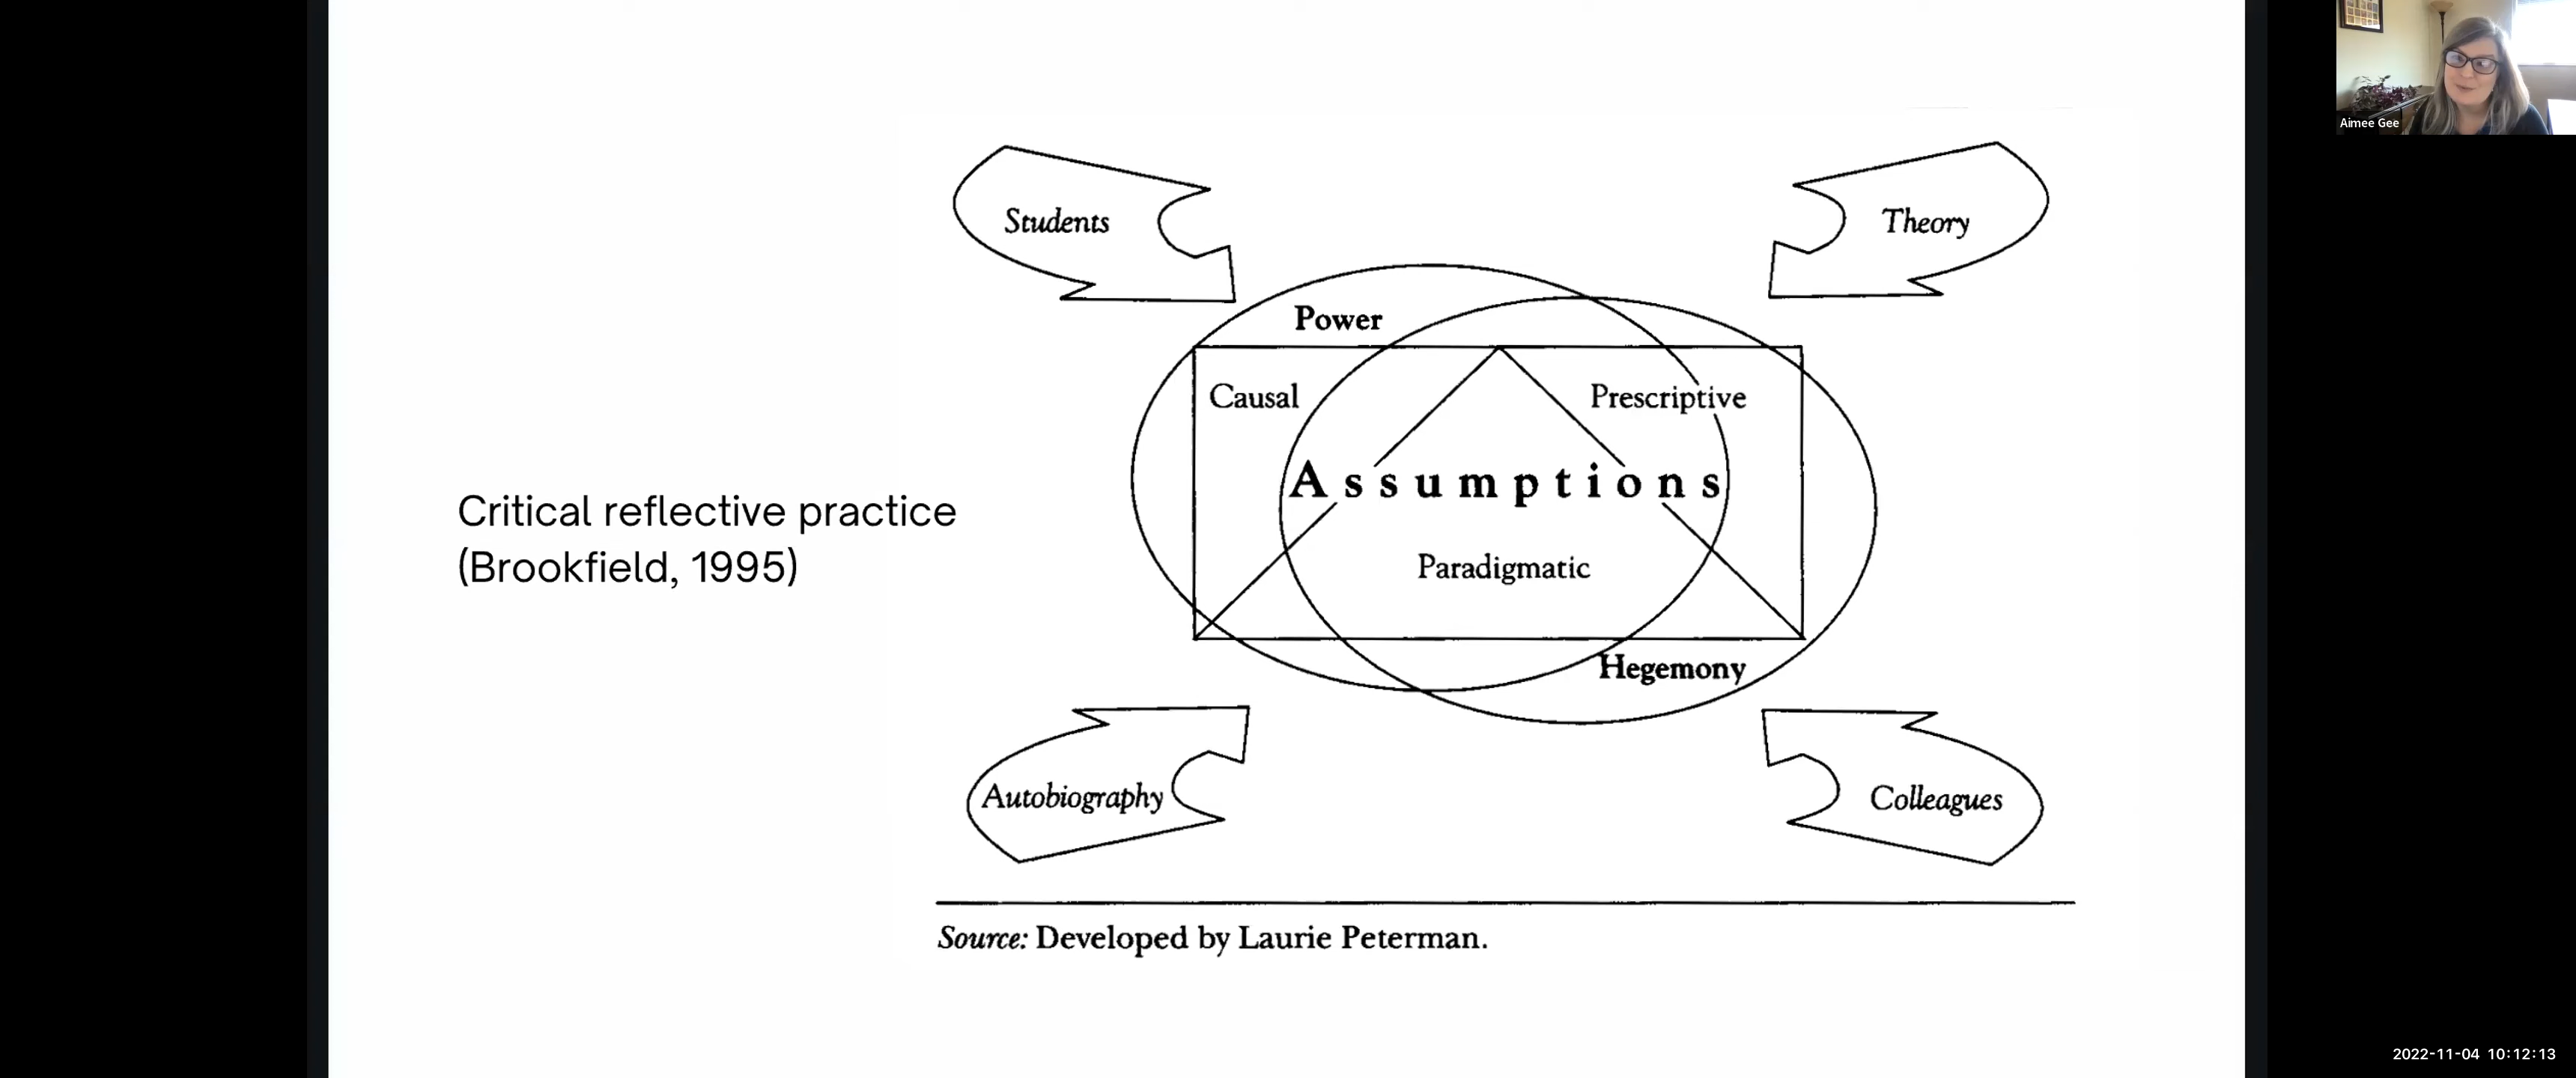 Aimee Gee
Students
Theory
Power
Causal
Prescriptive
Assumptions
Critical reflective practice
(Brookfield, 1995)
Paradigmatic
Hegemony
Autobiography
Colleagues
Source: Developed by Laurie Peterman.
2022-11-04 10:12:13